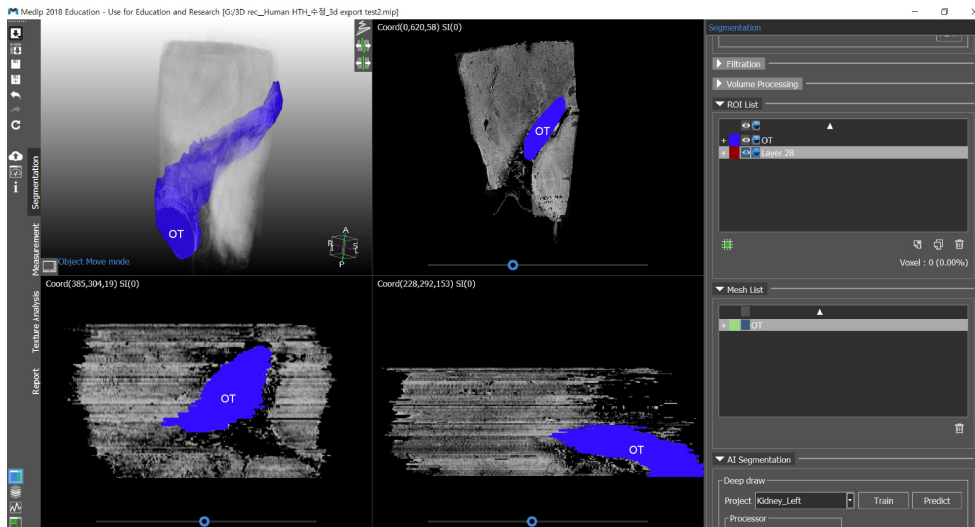 Medip 2018 Education - Use for Education and Research [G:/3D rec_Human HTH_수정_3d export test2.mip]
Coord(0,620,58) SI(0)
Segmentation
Filtration
Volume Processing
ROI List
OT
Layer 28
Voxel : 0 (0.00%)
Mesh List
OT
AI Segmentation
Deep draw
Project Kidney_Left Train Predict
Processor
Segmentation
Measurement
Texture Analysis
Report
OT
Object Move mode
A
R
S
P
OT
Coord(385,304,19) SI(0)
OT
Coord(228,292,153) SI(0)
OT